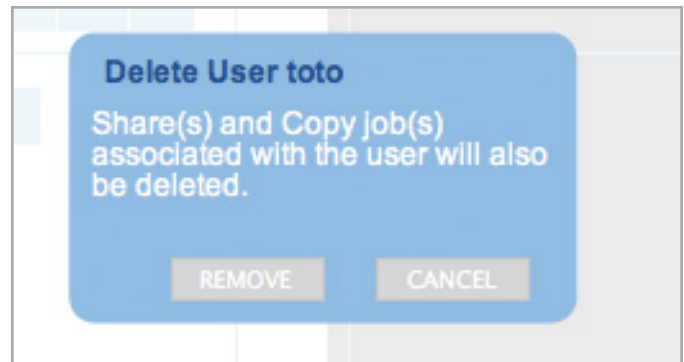 Delete User toto
Share(s) and Copy job(s)
associated with the user will also
be deleted.
REMOVE CANCEL